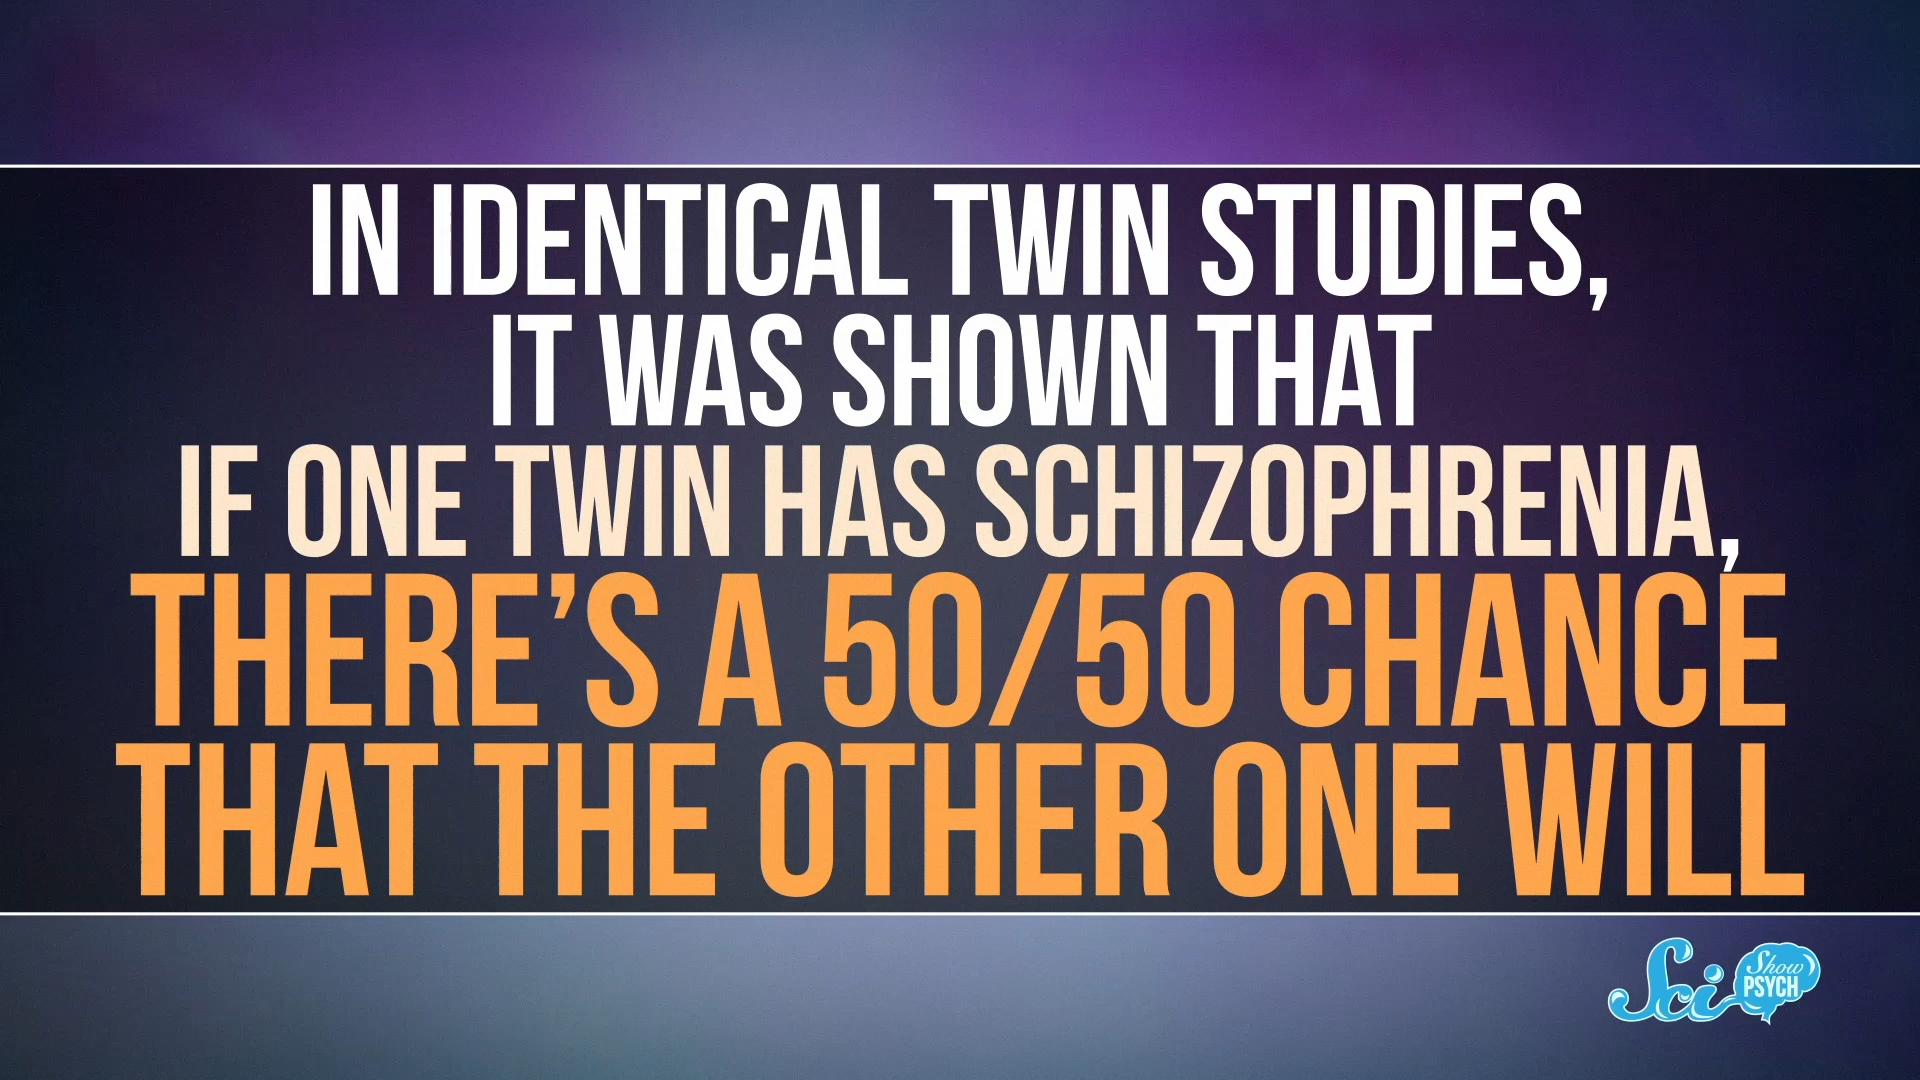 IN IDENTICAL TWIN STUDIES,
IT WAS SHOWN THAT
IF ONE TWIN HAS SCHIZOPHRENIA,
THERE'S A 50/50 CHANCE
THAT THE OTHER ONE WILL
Sci Show
PSYCH